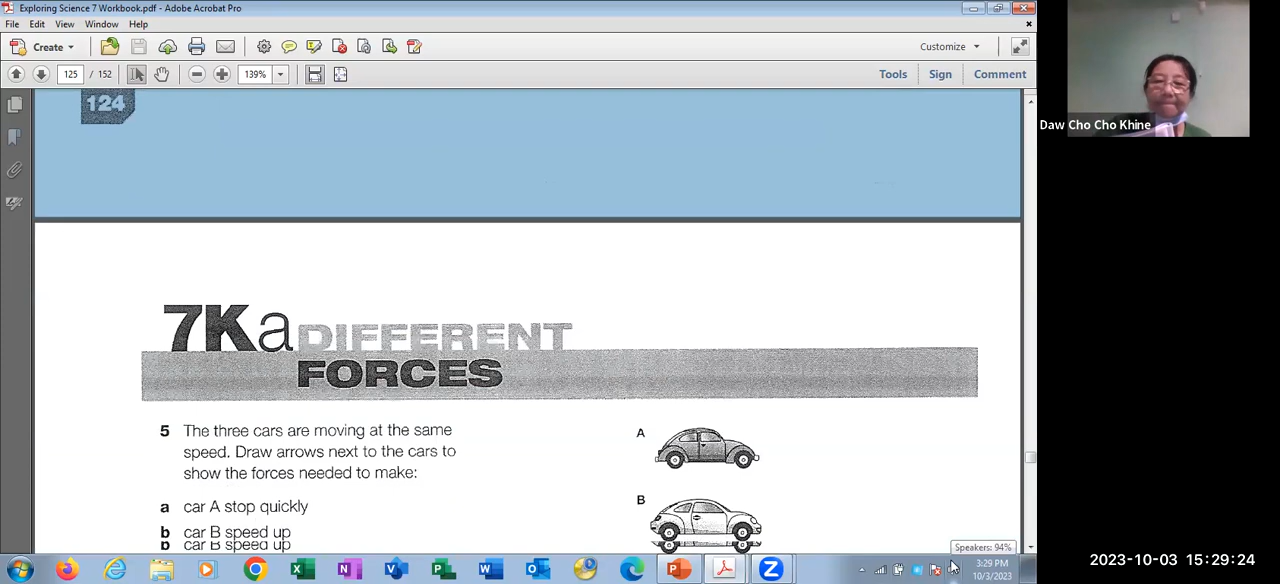 Exploring Science 7 Workbook.pdf - Adobe Acrobat Pro
File Edit View Window Help
Create
Customize
125 / 152
139%
Tools Sign Comment
124
7Ka DIFFERENT
FORCES
5 The three cars are moving at the same
speed. Draw arrows next to the cars to
show the forces needed to make:
a car A stop quickly
b car B speed up
b car B speed up
A
B
Speakers: 94%
3:29 PM
10/3/2023
Daw Cho Cho Khine
2023-10-03 15:29:24